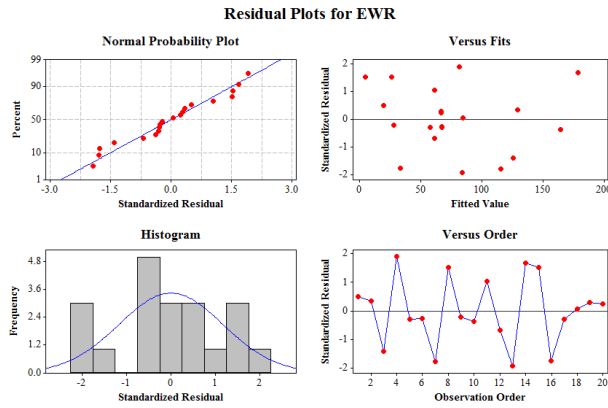 Residual Plots for EWR
Normal Probability Plot
99
90
50
10
1
Percent
-3.0 -1.5 0.0 1.5 3.0
Standardized Residual
Versus Fits
2
1
0
-1
-2
Standardized Residual
0 50 100 150 200
Fitted Value
Histogram
4.8
3.6
2.4
1.2
0.0
Frequency
-2 -1 0 1 2
Standardized Residual
Versus Order
2
1
0
-1
-2
Standardized Residual
2 4 6 8 10 12 14 16 18 20
Observation Order